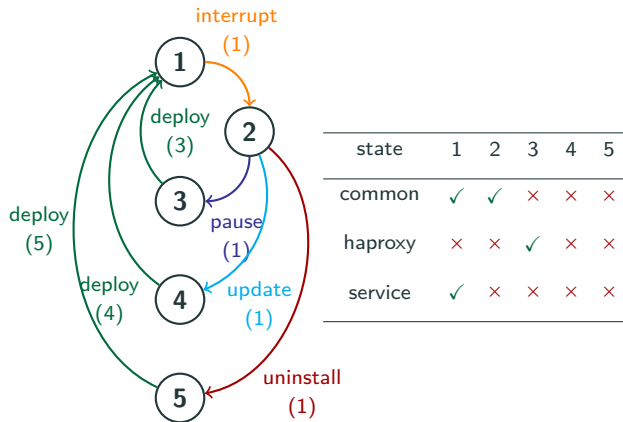 interrupt
(1)
1
deploy
(3)
2
3
pause
(1)
deploy
(5)
deploy
(4)
4
update
(1)
uninstall
(1)
5
state 1 2 3 4 5
common ✓ ✓ × × ×
haproxy × × ✓ × ×
service ✓ × × × ×